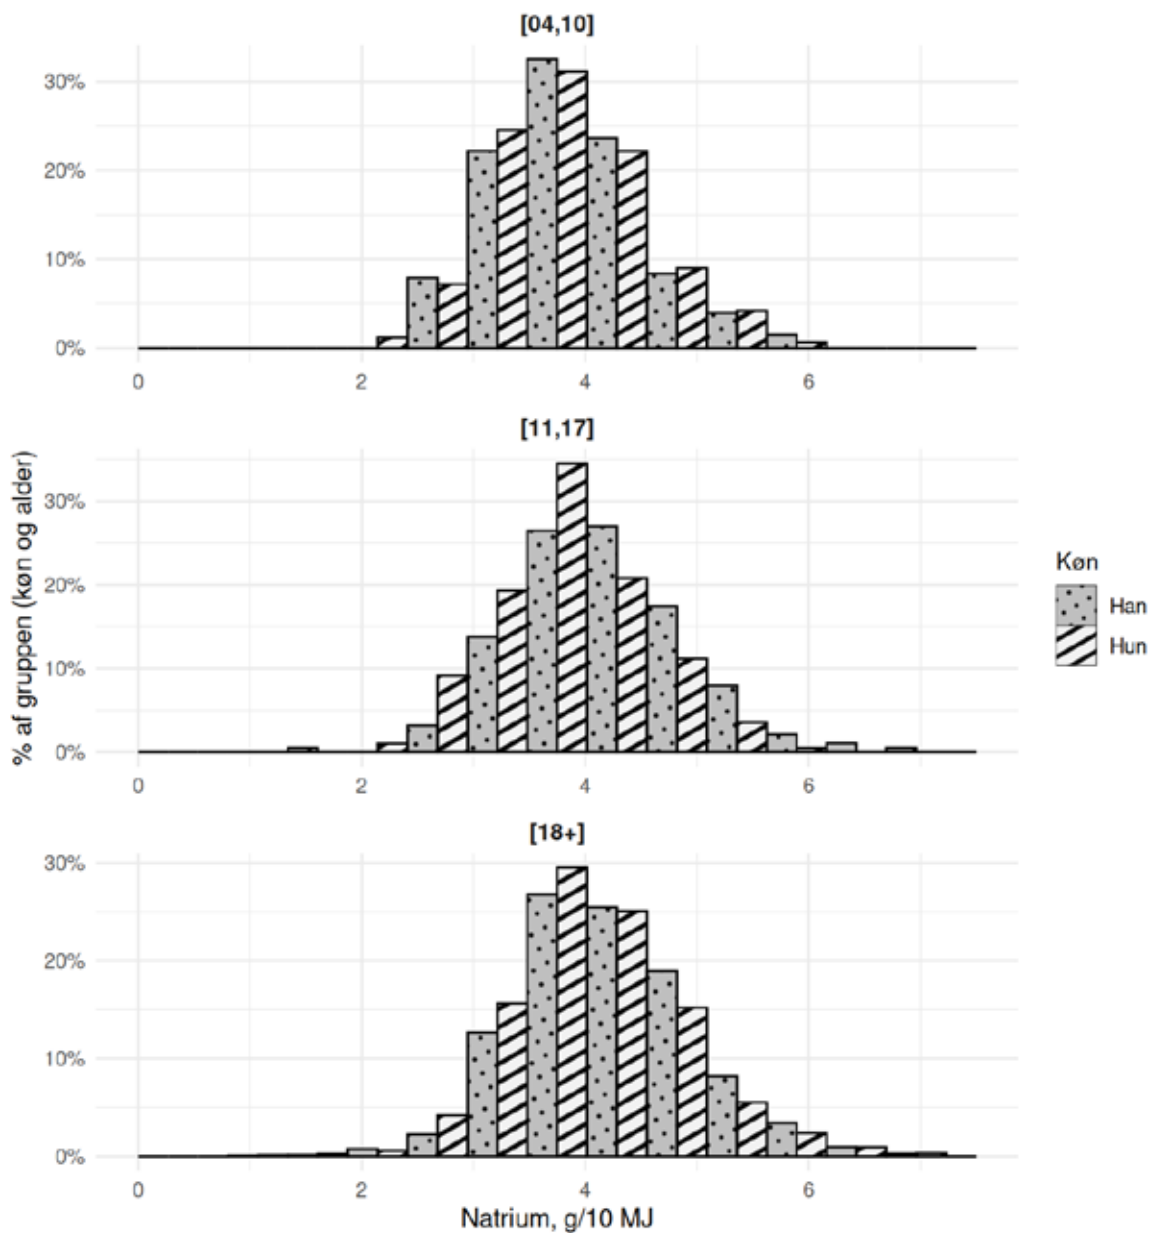 [04,10]
30%
20%
10%
0%
0 2 4 6
[11,17]
30%
20%
10%
0%
0 2 4 6
[18+]
30%
20%
10%
0%
0 2 4 6
Natrium, g/10 MJ
% af gruppen (køn og alder)
Køn
Han
Hun